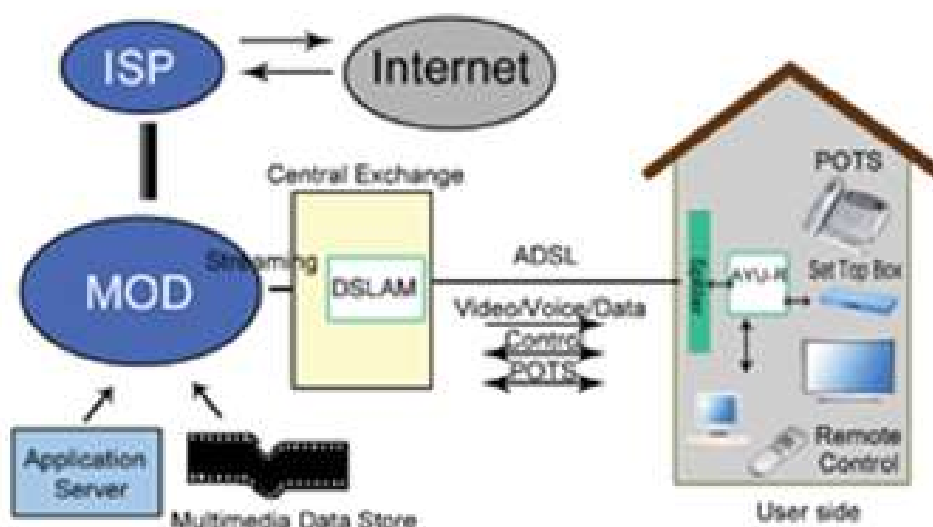 ISP
Internet
Central Exchange
POTS
MOD
Streaming
DSLAM
ADSL
Splitter
Set Top Box
Video/Voice/Data
Control
POTS
Application
Server
Multimedia Data Store
Remote
Control
User side